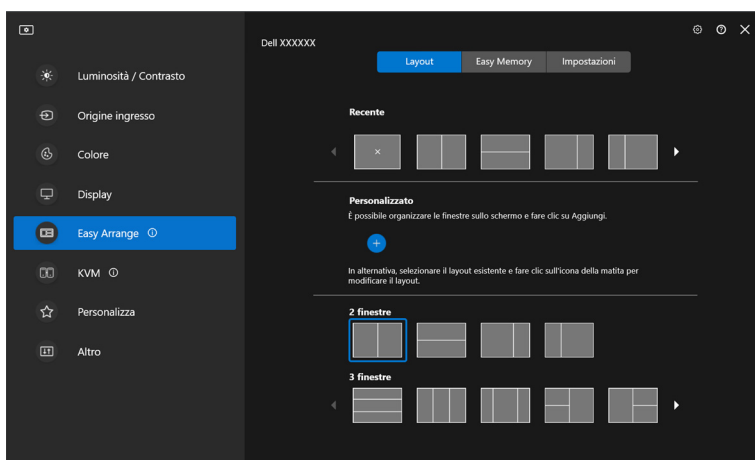 Dell XXXXXX
Luminosità / Contrasto
Origine ingresso
Colore
Display
Easy Arrange
KVM
Personalizza
Altro
Layout
Easy Memory
Impostazioni
Recente
Personalizzato
È possibile organizzare le finestre sullo schermo e fare clic su Aggiungi.
In alternativa, selezionare il layout esistente e fare clic sull'icona della matita per
modificare il layout.
2 finestre
3 finestre